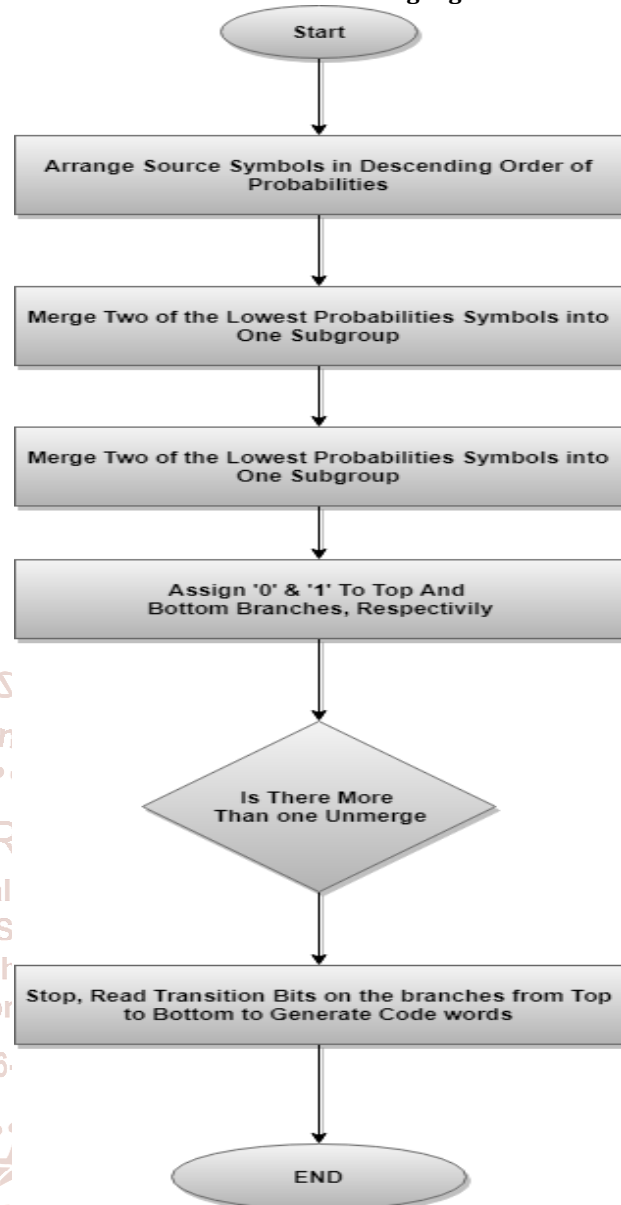 Start
Arrange Source Symbols in Descending Order of
Probabilities
Merge Two of the Lowest Probabilities Symbols into
One Subgroup
Merge Two of the Lowest Probabilities Symbols into
One Subgroup
Assign '0' & '1' To Top And
Bottom Branches, Respectivily
Is There More
Than one Unmerge
Stop, Read Transition Bits on the branches from Top
to Bottom to Generate Code words
END